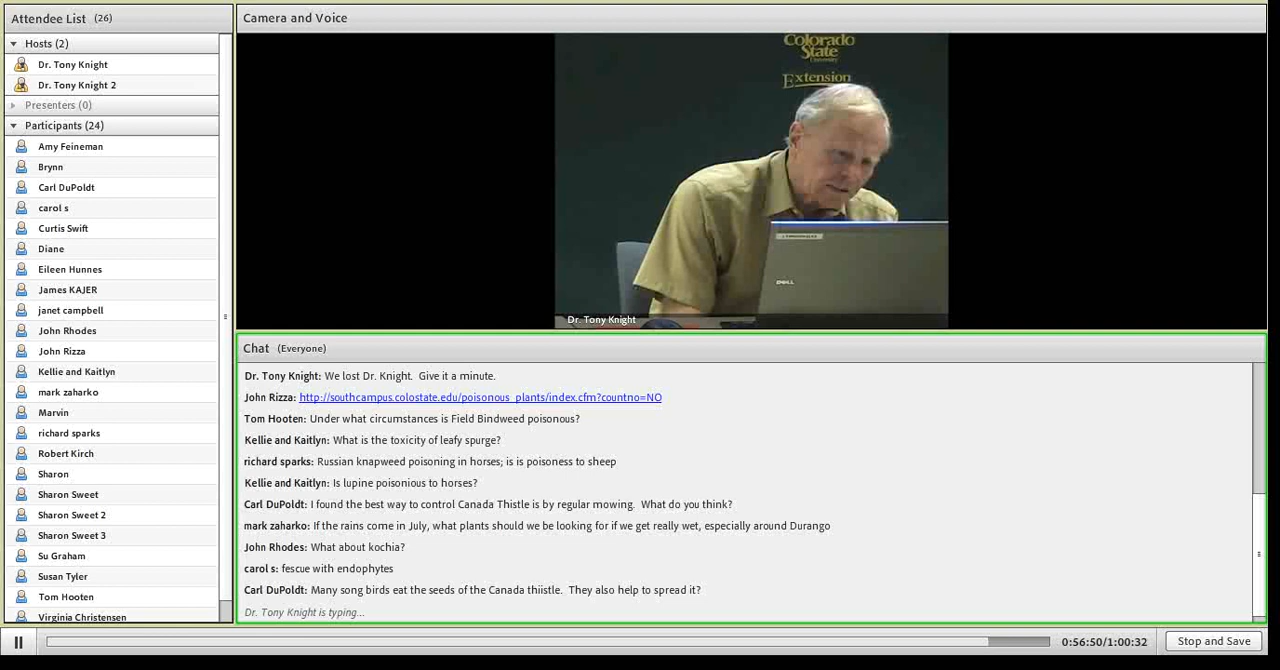 Attendee List (26)
Hosts (2)
Dr. Tony Knight
Dr. Tony Knight 2
Presenters (0)
Participants (24)
Amy Feineman
Brynn
Carl DuPoldt
carol s
Curtis Swift
Diane
Eileen Hunnes
James KAJER
janet campbell
John Rhodes
John Rizza
Kellie and Kaitlyn
mark zaharko
Marvin
richard sparks
Robert Kirch
Sharon
Sharon Sweet
Sharon Sweet 2
Sharon Sweet 3
Su Graham
Susan Tyler
Tom Hooten
Virginia Christensen
Camera and Voice
Colorado
State
University
Extension
DELL
Dr. Tony Knight
Chat (Everyone)
Dr. Tony Knight: We lost Dr. Knight. Give it a minute.
John Rizza: http://southcampus.colostate.edu/poisonous_plants/index.cfm?countno=NO
Tom Hooten: Under what circumstances is Field Bindweed poisonous?
Kellie and Kaitlyn: What is the toxicity of leafy spurge?
richard sparks: Russian knapweed poisoning in horses; is is poisoness to sheep
Kellie and Kaitlyn: Is lupine poisonious to horses?
Carl DuPoldt: I found the best way to control Canada Thistle is by regular mowing. What do you think?
mark zaharko: If the rains come in July, what plants should we be looking for if we get really wet, especially around Durango
John Rhodes: What about kochia?
carol s: fescue with endophytes
Carl DuPoldt: Many song birds eat the seeds of the Canada thiistle. They also help to spread it?
Dr. Tony Knight is typing...
0:56:50/1:00:32
Stop and Save